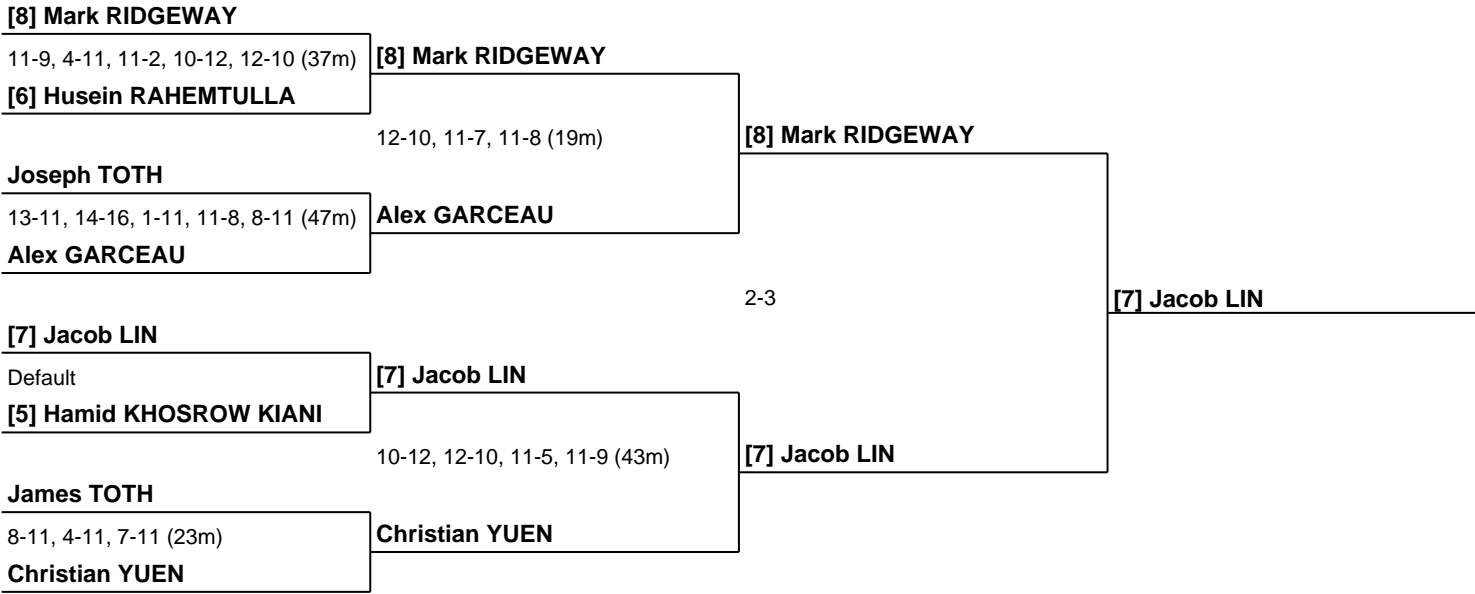 [8] Mark RIDGEWAY
11-9, 4-11, 11-2, 10-12, 12-10 (37m)
[6] Husein RAHEMTULLA
[8] Mark RIDGEWAY
12-10, 11-7, 11-8 (19m)
Joseph TOTH
13-11, 14-16, 1-11, 11-8, 8-11 (47m)
Alex GARCEAU
Alex GARCEAU
[8] Mark RIDGEWAY
2-3
[7] Jacob LIN
[7] Jacob LIN
Default
[5] Hamid KHOSROW KIANI
[7] Jacob LIN
10-12, 12-10, 11-5, 11-9 (43m)
[7] Jacob LIN
James TOTH
8-11, 4-11, 7-11 (23m)
Christian YUEN
Christian YUEN